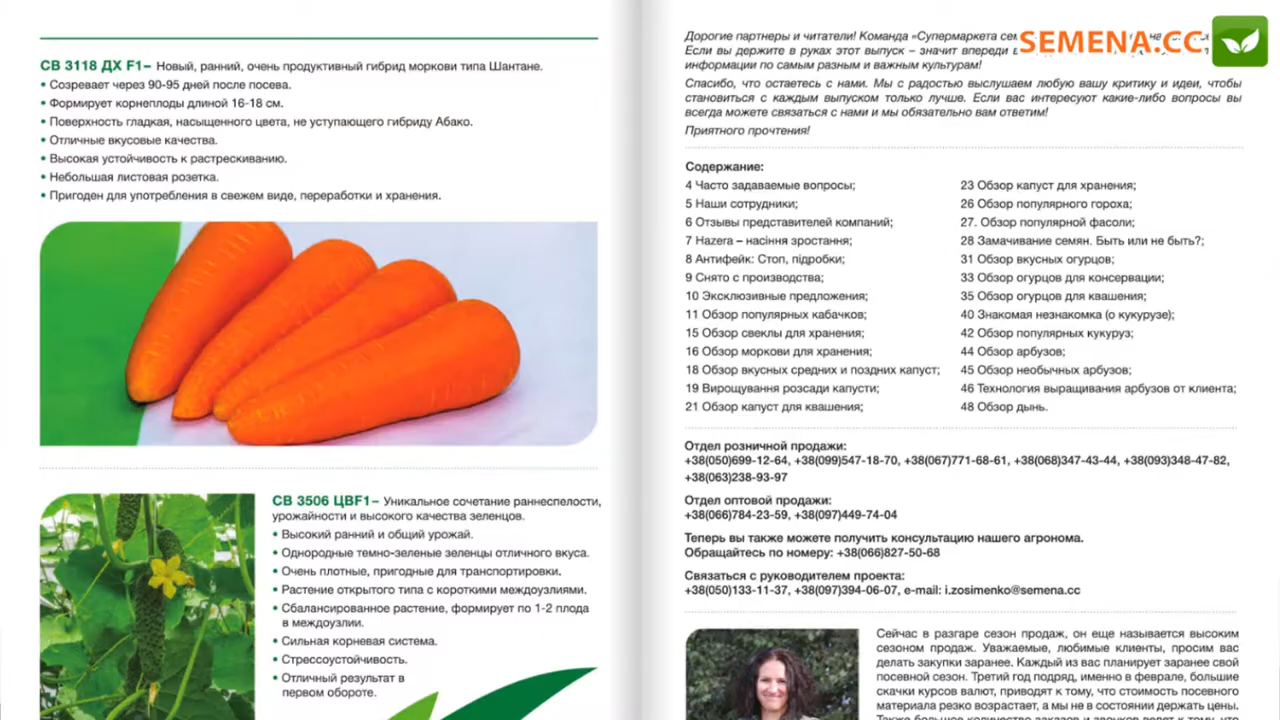 СВ 3118 ДХ F1– Новый, ранний, очень продуктивный гибрид моркови типа Шантане.
• Созревает через 90-95 дней после посева.
• Формирует корнеплоды длиной 16-18 см.
• Поверхность гладкая, насыщенного цвета, не уступающего гибриду Абако.
• Отличные вкусовые качества.
• Высокая устойчивость к растрескиванию.
• Небольшая листовая розетка.
• Пригоден для употребления в свежем виде, переработки и хранения.
СВ 3506 ЦВF1– Уникальное сочетание раннеспелости,
урожайности и высокого качества зеленцов.
• Высокий ранний и общий урожай.
• Однородные темно-зеленые зеленцы отличного вкуса.
• Очень плотные, пригодные для транспортировки.
• Растение открытого типа с короткими междоузлиями.
• Сбалансированное растение, формирует по 1-2 плода
в междоузлии.
• Сильная корневая система.
• Стрессоустойчивость.
• Отличный результат в
первом обороте.
SEMENA.CC
Дорогие партнеры и читатели! Команда «Супермаркета
Если вы держите в руках этот выпуск – значит впереди
информации по самым разным и важным культурам!
Спасибо, что остаетесь с нами. Мы с радостью выслушаем любую вашу критику и идеи, чтобы
становиться с каждым выпуском только лучше. Если вас интересуют какие-либо вопросы вы
всегда можете связаться с нами и мы обязательно вам ответим!
Приятного прочтения!
Содержание:
4 Часто задаваемые вопросы;
5 Наши сотрудники;
6 Отзывы представителей компаний;
7 Hazera – насіння зростання;
8 Антифейк: Стоп, підробки;
9 Снято с производства;
10 Эксклюзивные предложения;
11 Обзор популярных кабачков;
15 Обзор свеклы для хранения;
16 Обзор моркови для хранения;
18 Обзор вкусных средних и поздних капуст;
19 Вирощування розсади капусти;
21 Обзор капуст для квашения;
23 Обзор капуст для хранения;
26 Обзор популярного гороха;
27. Обзор популярной фасоли;
28 Замачивание семян. Быть или не быть?;
31 Обзор вкусных огурцов;
33 Обзор огурцов для консервации;
35 Обзор огурцов для квашения;
40 Знакомая незнакомка (о кукурузе);
42 Обзор популярных кукуруз;
44 Обзор арбузов;
45 Обзор необычных арбузов;
46 Технология выращивания арбузов от клиента;
48 Обзор дынь.
Отдел розничной продажи:
+38(050)699-12-64, +38(099)547-18-70, +38(067)771-68-61, +38(068)347-43-44, +38(093)348-47-82,
+38(063)238-93-97
Отдел оптовой продажи:
+38(066)784-23-59, +38(097)449-74-04
Теперь вы также можете получить консультацию нашего агронома.
Обращайтесь по номеру: +38(066)827-50-68
Связаться с руководителем проекта:
+38(050)133-11-37, +38(097)394-06-07, e-mail: i.zosimenko@semena.cc
Сейчас в разгаре сезон продаж, он еще называется высоким
сезоном продаж. Уважаемые, любимые клиенты, просим вас
делать закупки заранее. Каждый из вас планирует заранее свой
посевной сезон. Третий год подряд, именно в феврале, большие
скачки курсов валют, приводят к тому, что стоимость посевного
материала резко возрастает, а мы не в состоянии держать цены.
Также большое количество заказов и звонков ведет к тому, что